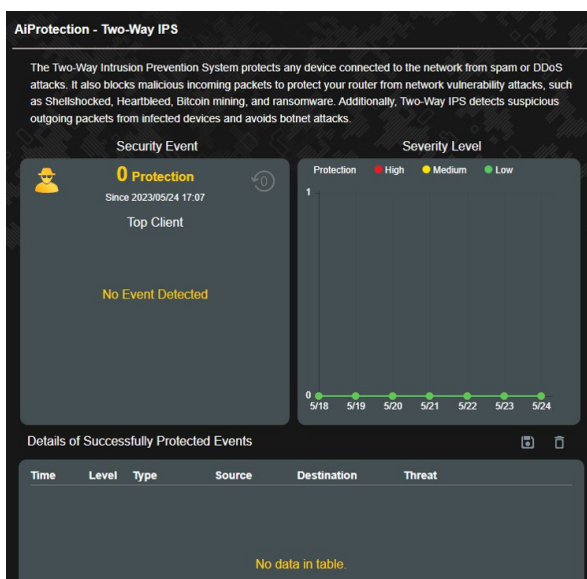 AiProtection - Two-Way IPS
The Two-Way Intrusion Prevention System protects any device connected to the network from spam or DDoS
attacks. It also blocks malicious incoming packets to protect your router from network vulnerability attacks, such
as Shellshocked, Heartbleed, Bitcoin mining, and ransomware. Additionally, Two-Way IPS detects suspicious
outgoing packets from infected devices and avoids botnet attacks.
Security Event
0 Protection
0
Since 2023/05/24 17:07
Top Client
No Event Detected
Severity Level
Protection High Medium Low
1
0
5/18 5/19 5/20 5/21 5/22 5/23 5/24
Details of Successfully Protected Events
Time Level Type Source Destination Threat
No data in table.